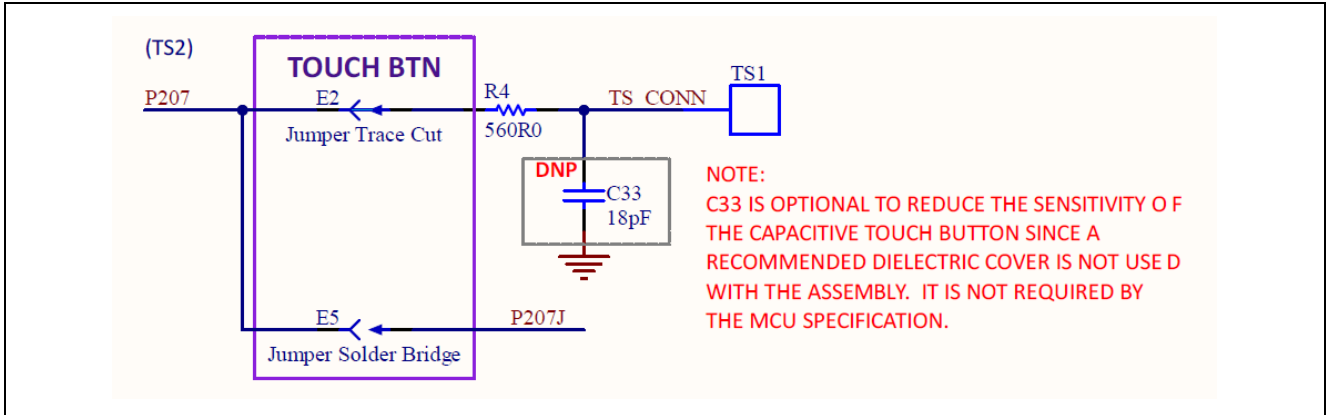 (TS2)
TOUCH BTN
P207
E2
R4
TS CONN
TS1
Jumper Trace Cut
560R0
DNP
C33
18pF
NOTE:
C33 IS OPTIONAL TO REDUCE THE SENSITIVITY O F
THE CAPACITIVE TOUCH BUTTON SINCE A
RECOMMENDED DIELECTRIC COVER IS NOT USE D
WITH THE ASSEMBLY. IT IS NOT REQUIRED BY
THE MCU SPECIFICATION.
E5
P207J
Jumper Solder Bridge